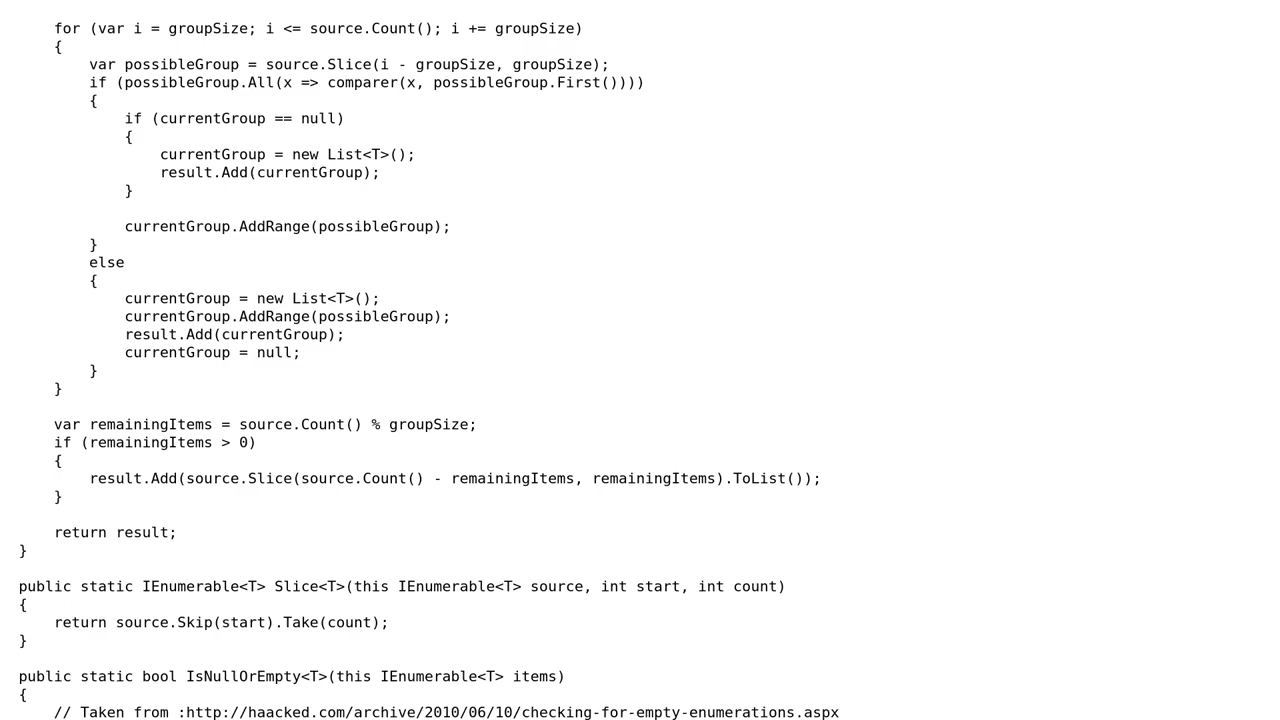 for (var i = groupSize; i <= source.Count(); i += groupSize)
{
var possibleGroup = source.Slice(i - groupSize, groupSize);
if (possibleGroup.All(x => comparer(x, possibleGroup.First())))
{
if (currentGroup == null)
{
currentGroup = new List<T>();
result.Add(currentGroup);
}
currentGroup.AddRange(possibleGroup);
}
else
{
currentGroup = new List<T>();
currentGroup.AddRange(possibleGroup);
result.Add(currentGroup);
currentGroup = null;
}
}
var remainingItems = source.Count() % groupSize;
if (remainingItems > 0)
{
result.Add(source.Slice(source.Count() - remainingItems, remainingItems).ToList());
}
return result;
}
public static IEnumerable<T> Slice<T>(this IEnumerable<T> source, int start, int count)
{
return source.Skip(start).Take(count);
}
public static bool IsNullOrEmpty<T>(this IEnumerable<T> items)
{
// Taken from :http://haacked.com/archive/2010/06/10/checking-for-empty-enumerations.aspx